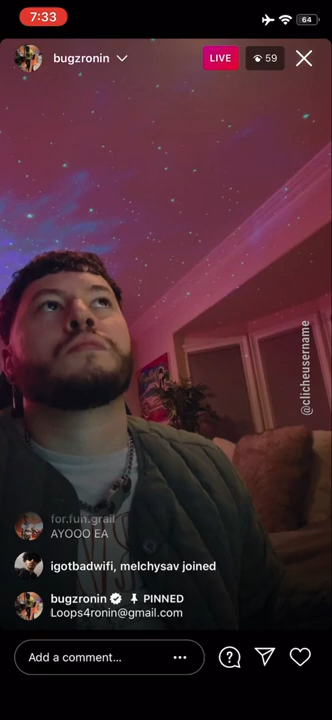 7:33
64
bugzronin
LIVE
59
@clicheusername
for.fun.grail
AYOOO EA
igotbadwifi, melchysav joined
bugzronin PINNED
Loops4ronin@gmail.com
Add a comment...